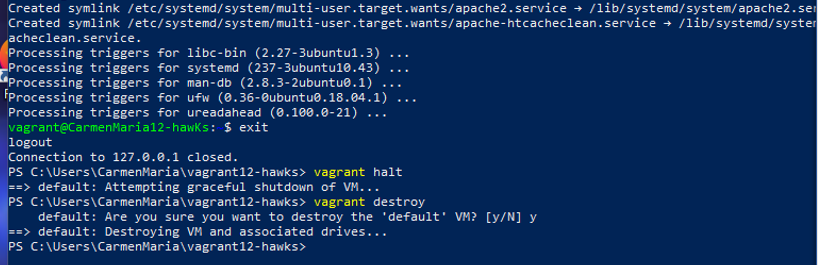 Created symlink /etc/systemd/system/multi-user.target.wants/apache2.service → /lib/systemd/system/apache2.se
Created symlink /etc/systemd/system/multi-user.target.wants/apache-htcacheclean.service → /lib/systemd/system
acheclean.service.
Processing triggers for libc-bin (2.27-3ubuntu1.3) ...
Processing triggers for systemd (237-3ubuntu10.43) ...
Processing triggers for man-db (2.8.3-2ubuntu0.1) ...
Processing triggers for ufw (0.36-0ubuntu0.18.04.1) ...
Processing triggers for ureadahead (0.100.0-21) ...
vagrant@CarmenMaria12-hawKs:~$ exit
logout
Connection to 127.0.0.1 closed.
PS C:\Users\CarmenMaria\vagrant12-hawks> vagrant halt
==> default: Attempting graceful shutdown of VM...
PS C:\Users\CarmenMaria\vagrant12-hawks> vagrant destroy
    default: Are you sure you want to destroy the 'default' VM? [y/N] y
==> default: Destroying VM and associated drives...
PS C:\Users\CarmenMaria\vagrant12-hawks>